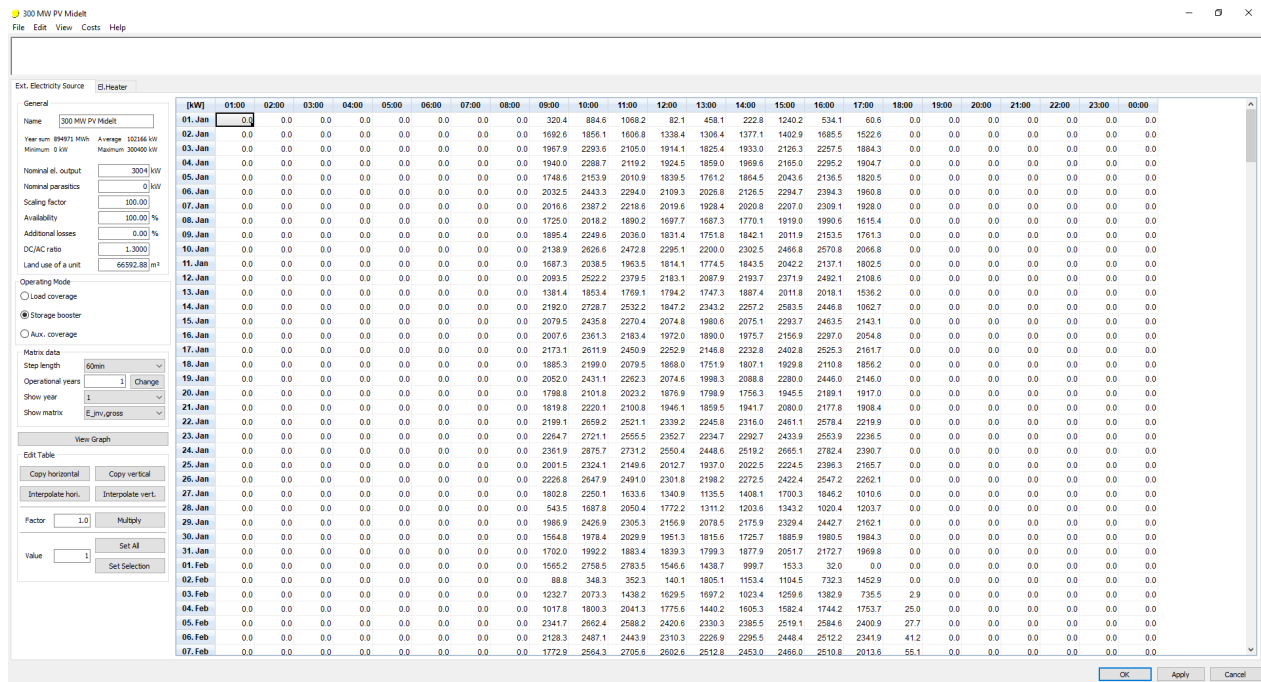 300 MW PV Midelt
File Edit View Costs Help
Ext. Electricity Source El.Heater
General
Name 300 MW PV Midelt
Year sum 894971 MWh Average 102166 kW
Minimum 0 kW Maximum 300400 kW
Nominal el. output 3004 kW
Nominal parasitics 0 kW
Scaling factor 100.00
Availability 100.00 %
Additional losses 0.00 %
DC/AC ratio 1.3000
Land use of a unit 66592.88 m²
Operating Mode
Load coverage
Storage booster
Aux. coverage
Matrix data
Step length 60min
Operational years 1 Change
Show year 1
Show matrix E_inv,gross
View Graph
Edit Table
Copy horizontal Copy vertical
Interpolate hori. Interpolate vert.
Factor 1.0 Multiply
Value 1 Set All
Set Selection
[kW] 01:00 02:00 03:00 04:00 05:00 06:00 07:00 08:00 09:00 10:00 11:00 12:00 13:00 14:00 15:00 16:00 17:00 18:00 19:00 20:00 21:00 22:00 23:00 00:00
01. Jan 0.0 0.0 0.0 0.0 0.0 0.0 0.0 0.0 320.4 884.6 1068.2 82.1 458.1 222.8 1240.2 534.1 60.6 0.0 0.0 0.0 0.0 0.0 0.0 0.0
02. Jan 0.0 0.0 0.0 0.0 0.0 0.0 0.0 0.0 1692.6 1856.1 1606.8 1338.4 1306.4 1377.1 1402.9 1685.5 1522.6 0.0 0.0 0.0 0.0 0.0 0.0 0.0
03. Jan 0.0 0.0 0.0 0.0 0.0 0.0 0.0 0.0 1967.9 2293.6 2105.0 1914.1 1825.4 1933.0 2126.3 2257.5 1884.3 0.0 0.0 0.0 0.0 0.0 0.0 0.0
04. Jan 0.0 0.0 0.0 0.0 0.0 0.0 0.0 0.0 1940.0 2288.7 2119.2 1924.5 1859.0 1969.6 2165.0 2295.2 1904.7 0.0 0.0 0.0 0.0 0.0 0.0 0.0
05. Jan 0.0 0.0 0.0 0.0 0.0 0.0 0.0 0.0 1748.6 2153.9 2010.9 1839.5 1761.2 1864.5 2043.6 2136.5 1820.5 0.0 0.0 0.0 0.0 0.0 0.0 0.0
06. Jan 0.0 0.0 0.0 0.0 0.0 0.0 0.0 0.0 2032.5 2443.3 2294.0 2109.3 2026.8 2126.5 2294.7 2394.3 1960.8 0.0 0.0 0.0 0.0 0.0 0.0 0.0
07. Jan 0.0 0.0 0.0 0.0 0.0 0.0 0.0 0.0 2016.6 2387.2 2218.6 2019.6 1928.4 2020.8 2207.0 2309.1 1928.0 0.0 0.0 0.0 0.0 0.0 0.0 0.0
08. Jan 0.0 0.0 0.0 0.0 0.0 0.0 0.0 0.0 1725.0 2018.2 1890.2 1697.7 1687.3 1770.1 1919.0 1990.6 1615.4 0.0 0.0 0.0 0.0 0.0 0.0 0.0
09. Jan 0.0 0.0 0.0 0.0 0.0 0.0 0.0 0.0 1895.4 2249.6 2036.0 1831.4 1751.8 1842.1 2011.9 2153.5 1761.3 0.0 0.0 0.0 0.0 0.0 0.0 0.0
10. Jan 0.0 0.0 0.0 0.0 0.0 0.0 0.0 0.0 2138.9 2626.6 2472.8 2295.1 2200.0 2302.5 2466.8 2570.8 2066.8 0.0 0.0 0.0 0.0 0.0 0.0 0.0
11. Jan 0.0 0.0 0.0 0.0 0.0 0.0 0.0 0.0 1687.3 2038.5 1963.5 1814.1 1774.5 1843.5 2042.2 2137.1 1802.5 0.0 0.0 0.0 0.0 0.0 0.0 0.0
12. Jan 0.0 0.0 0.0 0.0 0.0 0.0 0.0 0.0 2093.5 2522.2 2379.5 2183.1 2087.9 2193.7 2371.9 2492.1 2108.6 0.0 0.0 0.0 0.0 0.0 0.0 0.0
13. Jan 0.0 0.0 0.0 0.0 0.0 0.0 0.0 0.0 1381.4 1853.4 1769.1 1794.2 1747.3 1887.4 2011.8 2018.1 1536.2 0.0 0.0 0.0 0.0 0.0 0.0 0.0
14. Jan 0.0 0.0 0.0 0.0 0.0 0.0 0.0 0.0 2192.0 2728.7 2532.2 1847.2 2343.2 2257.2 2583.5 2446.8 1062.7 0.0 0.0 0.0 0.0 0.0 0.0 0.0
15. Jan 0.0 0.0 0.0 0.0 0.0 0.0 0.0 0.0 2079.5 2435.8 2270.4 2074.8 1980.6 2075.1 2293.7 2463.5 2143.1 0.0 0.0 0.0 0.0 0.0 0.0 0.0
16. Jan 0.0 0.0 0.0 0.0 0.0 0.0 0.0 0.0 2007.6 2361.3 2183.4 1972.0 1890.0 1975.7 2156.9 2297.0 2054.8 0.0 0.0 0.0 0.0 0.0 0.0 0.0
17. Jan 0.0 0.0 0.0 0.0 0.0 0.0 0.0 0.0 2173.1 2611.9 2450.9 2252.9 2146.8 2232.8 2402.8 2525.3 2161.7 0.0 0.0 0.0 0.0 0.0 0.0 0.0
18. Jan 0.0 0.0 0.0 0.0 0.0 0.0 0.0 0.0 1885.3 2199.0 2079.5 1868.0 1751.9 1807.1 1929.8 2110.8 1856.2 0.0 0.0 0.0 0.0 0.0 0.0 0.0
19. Jan 0.0 0.0 0.0 0.0 0.0 0.0 0.0 0.0 2052.0 2431.1 2262.3 2074.6 1998.3 2088.8 2280.0 2446.0 2146.0 0.0 0.0 0.0 0.0 0.0 0.0 0.0
20. Jan 0.0 0.0 0.0 0.0 0.0 0.0 0.0 0.0 1798.8 2101.8 2023.2 1876.9 1798.9 1756.3 1945.5 2189.1 1917.0 0.0 0.0 0.0 0.0 0.0 0.0 0.0
21. Jan 0.0 0.0 0.0 0.0 0.0 0.0 0.0 0.0 1819.8 2220.1 2100.8 1946.1 1859.5 1941.7 2080.0 2177.8 1908.4 0.0 0.0 0.0 0.0 0.0 0.0 0.0
22. Jan 0.0 0.0 0.0 0.0 0.0 0.0 0.0 0.0 2199.1 2659.2 2521.1 2339.2 2245.8 2316.0 2461.1 2578.4 2219.9 0.0 0.0 0.0 0.0 0.0 0.0 0.0
23. Jan 0.0 0.0 0.0 0.0 0.0 0.0 0.0 0.0 2264.7 2721.1 2555.5 2352.7 2234.7 2292.7 2433.9 2553.9 2236.5 0.0 0.0 0.0 0.0 0.0 0.0 0.0
24. Jan 0.0 0.0 0.0 0.0 0.0 0.0 0.0 0.0 2361.9 2875.7 2731.2 2550.4 2448.6 2519.2 2665.1 2782.4 2390.7 0.0 0.0 0.0 0.0 0.0 0.0 0.0
25. Jan 0.0 0.0 0.0 0.0 0.0 0.0 0.0 0.0 2001.5 2324.1 2149.6 2012.7 1937.0 2022.5 2224.5 2396.3 2165.7 0.0 0.0 0.0 0.0 0.0 0.0 0.0
26. Jan 0.0 0.0 0.0 0.0 0.0 0.0 0.0 0.0 2226.8 2647.9 2491.0 2301.8 2198.2 2272.5 2422.4 2547.2 2262.1 0.0 0.0 0.0 0.0 0.0 0.0 0.0
27. Jan 0.0 0.0 0.0 0.0 0.0 0.0 0.0 0.0 1802.8 2250.1 1633.6 1340.9 1135.5 1408.1 1700.3 1846.2 1010.6 0.0 0.0 0.0 0.0 0.0 0.0 0.0
28. Jan 0.0 0.0 0.0 0.0 0.0 0.0 0.0 0.0 543.5 1687.8 2050.4 1772.2 1311.2 1203.6 1343.2 1020.4 1203.7 0.0 0.0 0.0 0.0 0.0 0.0 0.0
29. Jan 0.0 0.0 0.0 0.0 0.0 0.0 0.0 0.0 1986.9 2426.9 2305.3 2156.9 2078.5 2175.9 2329.4 2442.7 2162.1 0.0 0.0 0.0 0.0 0.0 0.0 0.0
30. Jan 0.0 0.0 0.0 0.0 0.0 0.0 0.0 0.0 1564.8 1978.4 2029.9 1951.3 1815.6 1725.7 1885.9 1980.5 1984.3 0.0 0.0 0.0 0.0 0.0 0.0 0.0
31. Jan 0.0 0.0 0.0 0.0 0.0 0.0 0.0 0.0 1702.0 1992.2 1883.4 1839.3 1799.3 1877.9 2051.7 2172.7 1969.8 0.0 0.0 0.0 0.0 0.0 0.0 0.0
01. Feb 0.0 0.0 0.0 0.0 0.0 0.0 0.0 0.0 1565.2 2758.5 2783.5 1546.6 1438.7 999.7 153.3 32.0 0.0 0.0 0.0 0.0 0.0 0.0 0.0 0.0
02. Feb 0.0 0.0 0.0 0.0 0.0 0.0 0.0 0.0 88.8 348.3 352.3 140.1 1805.1 1153.4 1104.5 732.3 1452.9 0.0 0.0 0.0 0.0 0.0 0.0 0.0
03. Feb 0.0 0.0 0.0 0.0 0.0 0.0 0.0 0.0 1232.7 2073.3 1438.2 1629.5 1697.2 1023.4 1259.6 1382.9 735.5 2.9 0.0 0.0 0.0 0.0 0.0 0.0
04. Feb 0.0 0.0 0.0 0.0 0.0 0.0 0.0 0.0 1017.8 1800.3 2041.3 1775.6 1440.2 1605.3 1582.4 1744.2 1753.7 25.0 0.0 0.0 0.0 0.0 0.0 0.0
05. Feb 0.0 0.0 0.0 0.0 0.0 0.0 0.0 0.0 2341.7 2662.4 2588.2 2420.6 2330.3 2385.5 2519.1 2584.6 2400.9 27.7 0.0 0.0 0.0 0.0 0.0 0.0
06. Feb 0.0 0.0 0.0 0.0 0.0 0.0 0.0 0.0 2128.3 2487.1 2443.9 2310.3 2226.9 2295.5 2448.4 2512.2 2341.9 41.2 0.0 0.0 0.0 0.0 0.0 0.0
07. Feb 0.0 0.0 0.0 0.0 0.0 0.0 0.0 0.0 1772.9 2564.3 2705.6 2602.6 2512.8 2453.0 2466.0 2510.8 2013.6 55.1 0.0 0.0 0.0 0.0 0.0 0.0
OK Apply Cancel